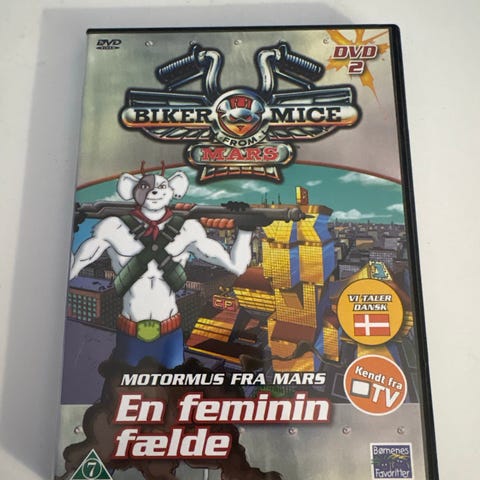 DVD
VIDEO
DVD
2
BIKER MICE
FROM
MARS
VI TALER
DANSK
MOTORMUS FRA MARS
Kendt fra
TV
En feminin
fælde
7
Børnenes
Favoritter